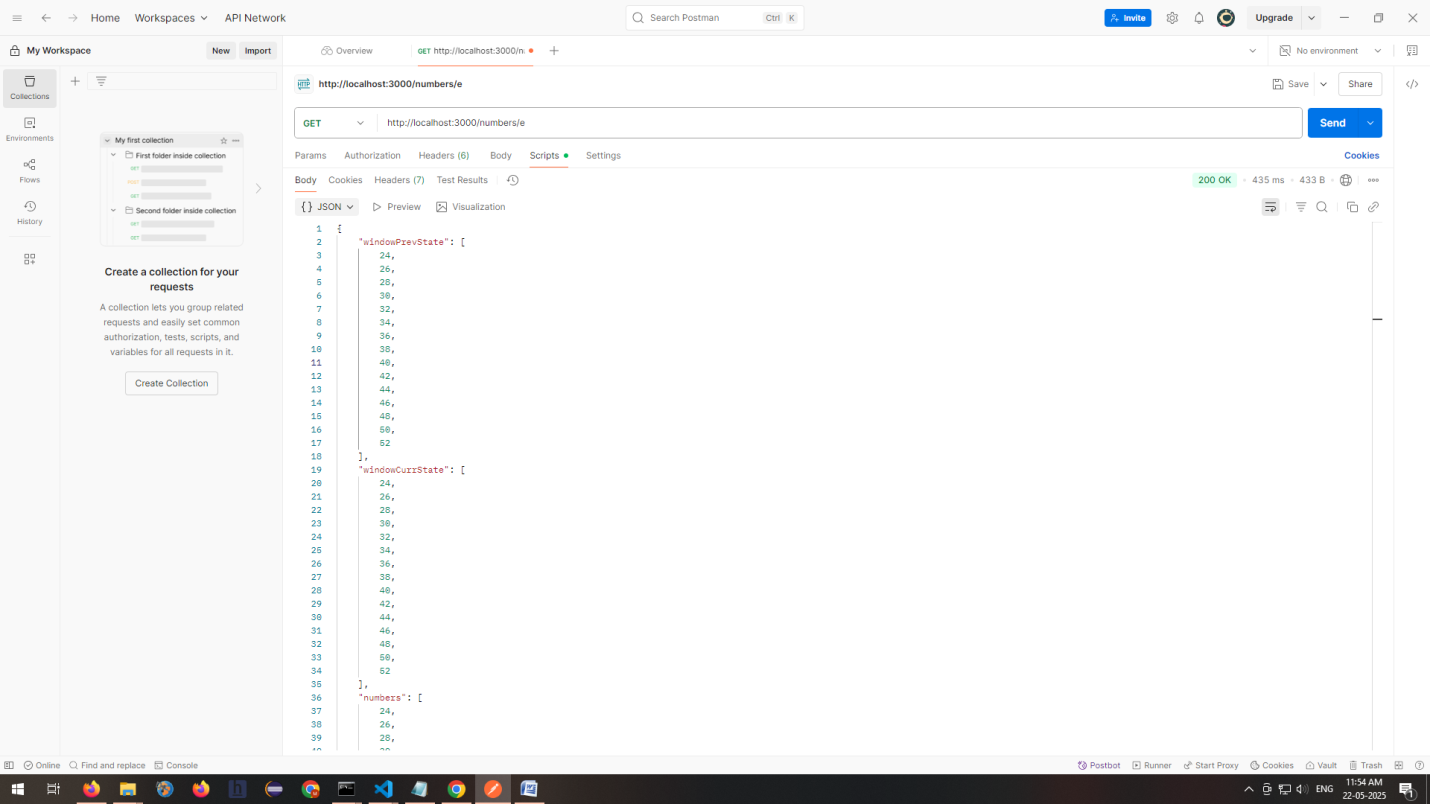 Home
Workspaces
API Network
Search Postman
Ctrl K
Invite
Upgrade
My Workspace
New
Import
Overview
GET http://localhost:3000/n
No environment
Collections
Environments
Flows
History
My first collection
First folder inside collection
GET
POST
GET
Second folder inside collection
GET
GET
Create a collection for your
requests
A collection lets you group related
requests and easily set common
authorization, tests, scripts, and
variables for all requests in it.
Create Collection
HTTP http://localhost:3000/numbers/e
Save
Share
GET
http://localhost:3000/numbers/e
Send
Params Authorization Headers (6) Body Scripts Settings
Cookies
Body Cookies Headers (7) Test Results
200 OK · 435 ms · 433 B
{} JSON
Preview
Visualization
1 {
2 "windowPrevState": [
3 24,
4 26,
5 28,
6 30,
7 32,
8 34,
9 36,
10 38,
11 40,
12 42,
13 44,
14 46,
15 48,
16 50,
17 52
18 ],
19 "windowCurrState": [
20 24,
21 26,
22 28,
23 30,
24 32,
25 34,
26 36,
27 38,
28 40,
29 42,
30 44,
31 46,
32 48,
33 50,
34 52
35 ],
36 "numbers": [
37 24,
38 26,
39 28,
Online
Find and replace
Console
Postbot
Runner
Start Proxy
Cookies
Vault
Trash
ENG
11:54 AM
22-05-2025
1